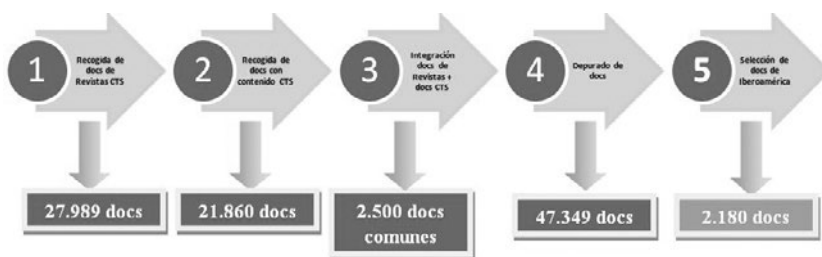 1
Recogida de
docs de
Revistas CTS
2
Recogida de
docs con
contenido CTS
3
Integración
docs de
Revistas +
docs CTS
4
Depurado de
docs
5
Selección de
docs de
Iberoamérica
27.989 docs
21.860 docs
2.500 docs
comunes
47.349 docs
2.180 docs